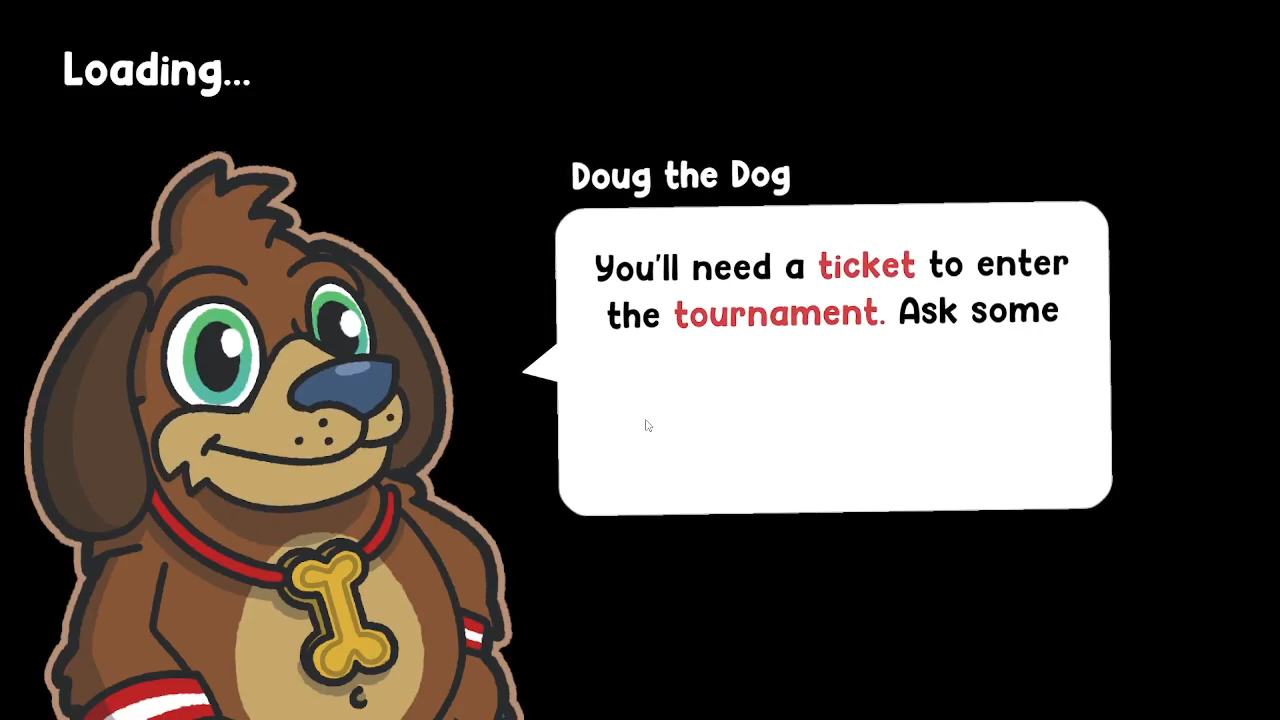 Loading...
Doug the Dog
You'll need a ticket to enter
the tournament. Ask some